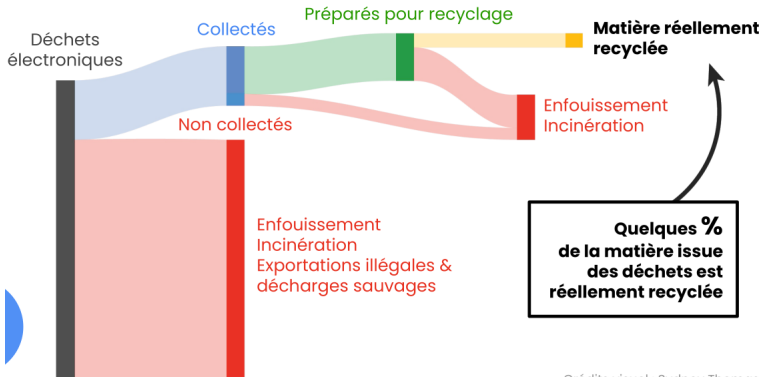 Préparés pour recyclage
Matière réellement
recyclée
Collectés
Déchets
électroniques
Enfouissement
Incinération
Non collectés
Enfouissement
Incinération
Exportations illégales &
décharges sauvages
Quelques %
de la matière issue
des déchets est
réellement recyclée